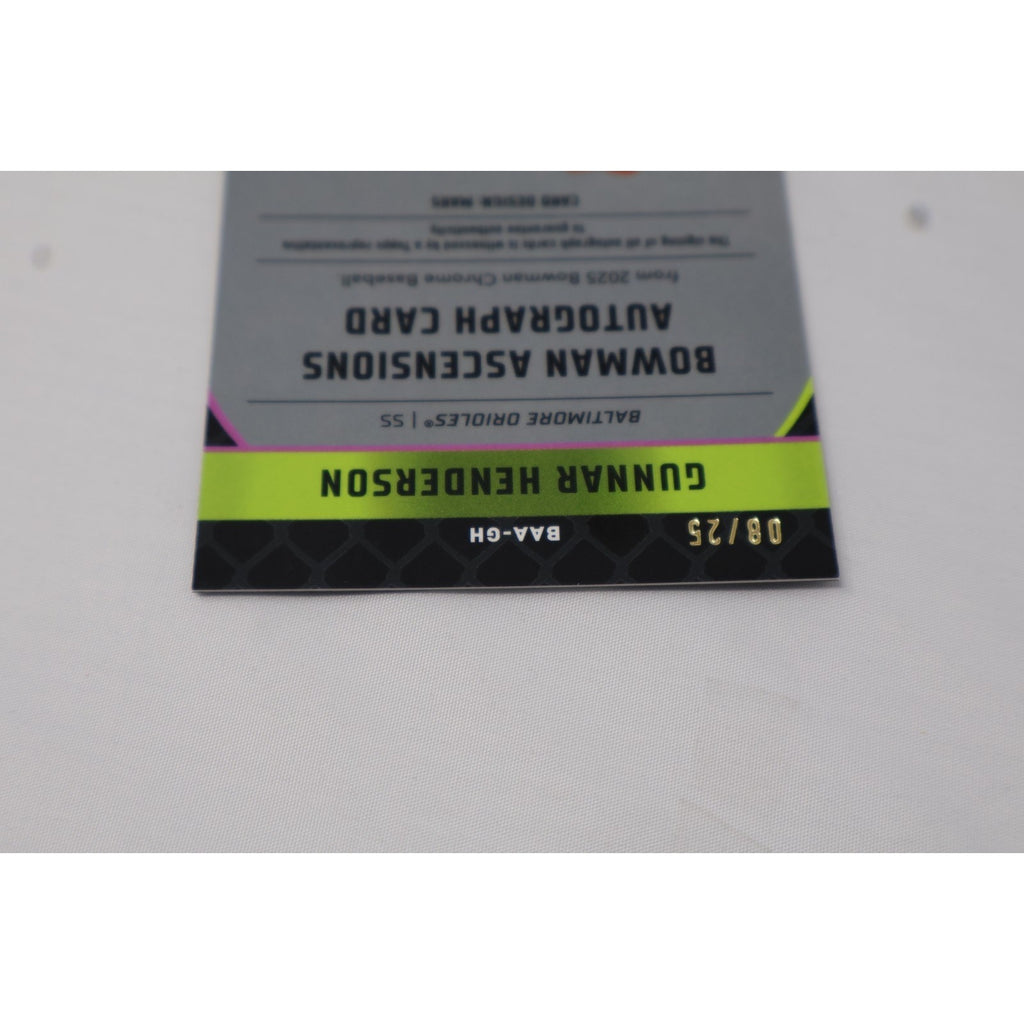 08/25
BAA-GH
GUNNAR HENDERSON
BALTIMORE ORIOLES® | SS
BOWMAN ASCENSIONS
AUTOGRAPH CARD
from 2025 Bowman Chrome Baseball
The signing of all autograph cards is witnessed by a Topps representative
to guarantee authenticity
CARD DESIGN: MARS